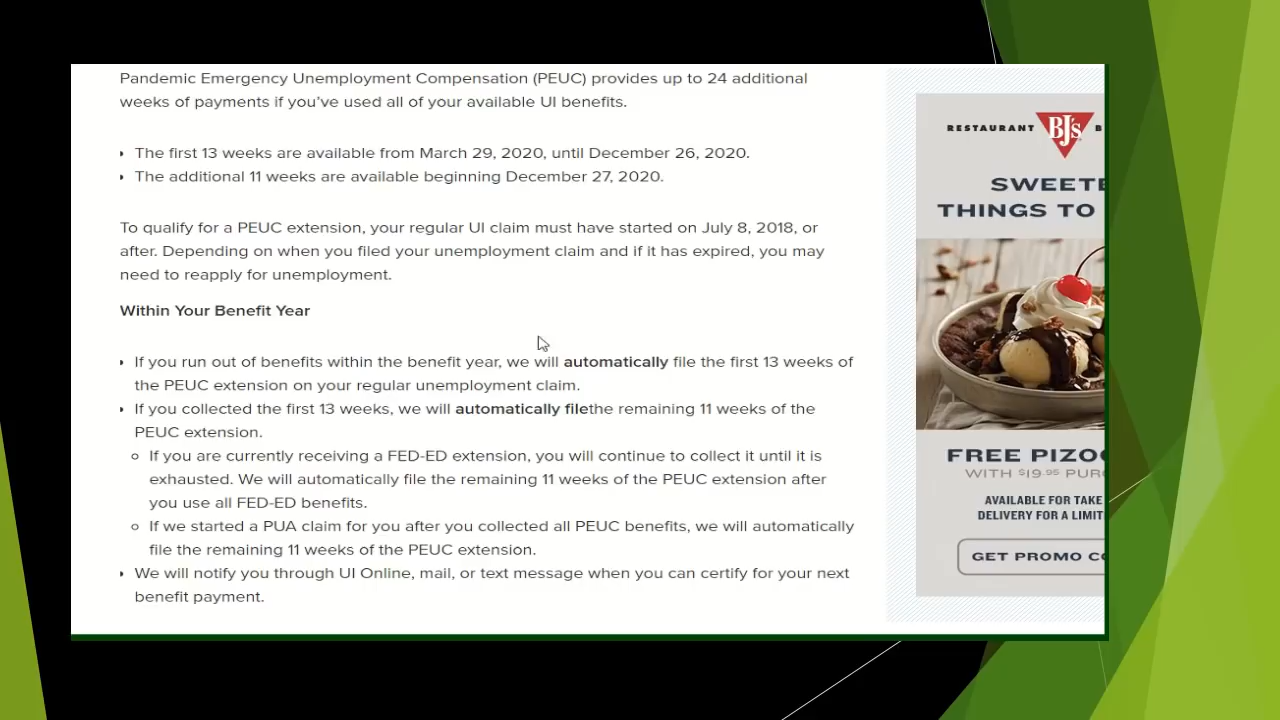 Pandemic Emergency Unemployment Compensation (PEUC) provides up to 24 additional
weeks of payments if you've used all of your available UI benefits.
The first 13 weeks are available from March 29, 2020, until December 26, 2020.
The additional 11 weeks are available beginning December 27, 2020.
To qualify for a PEUC extension, your regular UI claim must have started on July 8, 2018, or
after. Depending on when you filed your unemployment claim and if it has expired, you may
need to reapply for unemployment.
Within Your Benefit Year
If you run out of benefits within the benefit year, we will automatically file the first 13 weeks of
the PEUC extension on your regular unemployment claim.
If you collected the first 13 weeks, we will automatically filethe remaining 11 weeks of the
PEUC extension.
If you are currently receiving a FED-ED extension, you will continue to collect it until it is
exhausted. We will automatically file the remaining 11 weeks of the PEUC extension after
you use all FED-ED benefits.
If we started a PUA claim for you after you collected all PEUC benefits, we will automatically
file the remaining 11 weeks of the PEUC extension.
We will notify you through UI Online, mail, or text message when you can certify for your next
benefit payment.
RESTAURANT BJ's B
SWEETE
THINGS TO
FREE PIZO
WITH $19.95 PUR
AVAILABLE FOR TAKE
DELIVERY FOR A LIMIT
GET PROMO CO